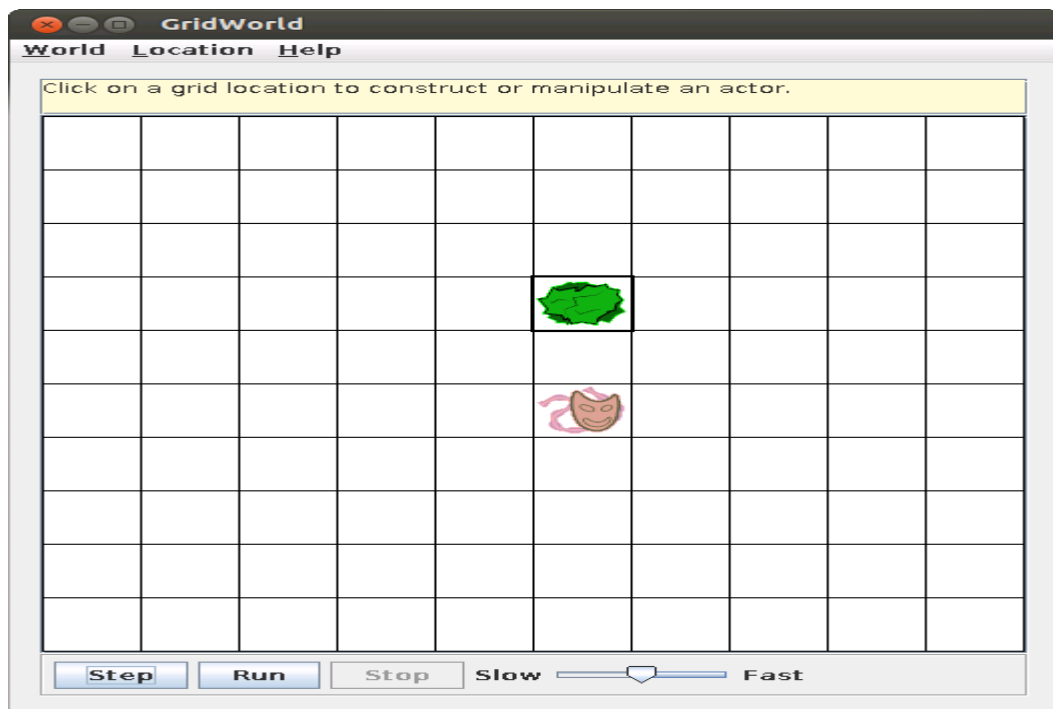 GridWorld
World Location Help
Click on a grid location to construct or manipulate an actor.
Step Run Stop Slow Fast